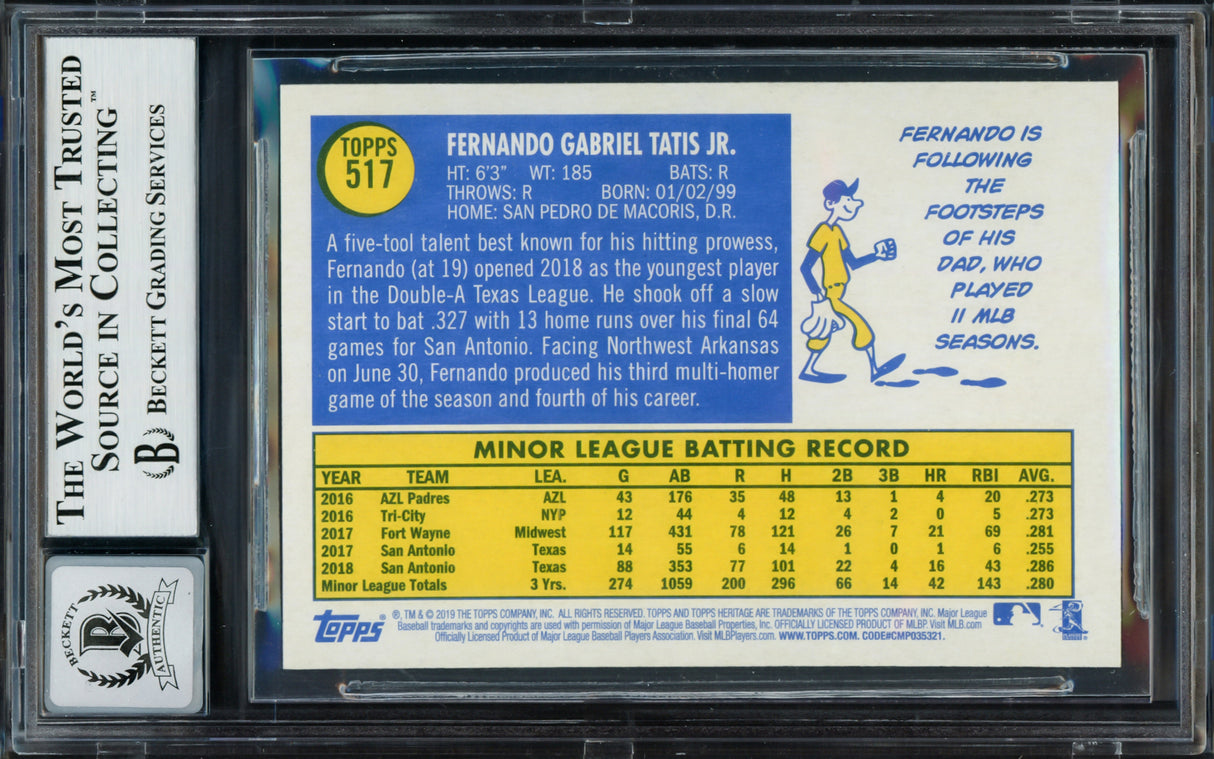 THE WORLD'S MOST TRUSTED
SOURCE IN COLLECTING™
BECKETT GRADING SERVICES
B
BECKETT
B
AUTHENTIC
TOPPS
517
FERNANDO GABRIEL TATIS JR.
HT: 6'3" WT: 185 BATS: R
THROWS: R BORN: 01/02/99
HOME: SAN PEDRO DE MACORIS, D.R.
A five-tool talent best known for his hitting prowess,
Fernando (at 19) opened 2018 as the youngest player
in the Double-A Texas League. He shook off a slow
start to bat .327 with 13 home runs over his final 64
games for San Antonio. Facing Northwest Arkansas
on June 30, Fernando produced his third multi-homer
game of the season and fourth of his career.
FERNANDO IS
FOLLOWING
THE
FOOTSTEPS
OF HIS
DAD, WHO
PLAYED
11 MLB
SEASONS.
MINOR LEAGUE BATTING RECORD
YEAR TEAM LEA. G AB R H 2B 3B HR RBI AVG.
2016 AZL Padres AZL 43 176 35 48 13 1 4 20 .273
2016 Tri-City NYP 12 44 4 12 4 2 0 5 .273
2017 Fort Wayne Midwest 117 431 78 121 26 7 21 69 .281
2017 San Antonio Texas 14 55 6 14 1 0 1 6 .255
2018 San Antonio Texas 88 353 77 101 22 4 16 43 .286
Minor League Totals 3 Yrs. 274 1059 200 296 66 14 42 143 .280
TOPPS®
®, TM & © 2019 THE TOPPS COMPANY, INC. ALL RIGHTS RESERVED. TOPPS AND TOPPS HERITAGE ARE TRADEMARKS OF THE TOPPS COMPANY, INC. Major League
Baseball trademarks and copyrights are used with permission of Major League Baseball Properties, Inc. OFFICIALLY LICENSED PRODUCT OF MLBP. Visit MLB.com
Officially Licensed Product of Major League Baseball Players Association. Visit MLBPlayers.com. WWW.TOPPS.COM. CODE#CMP035321.